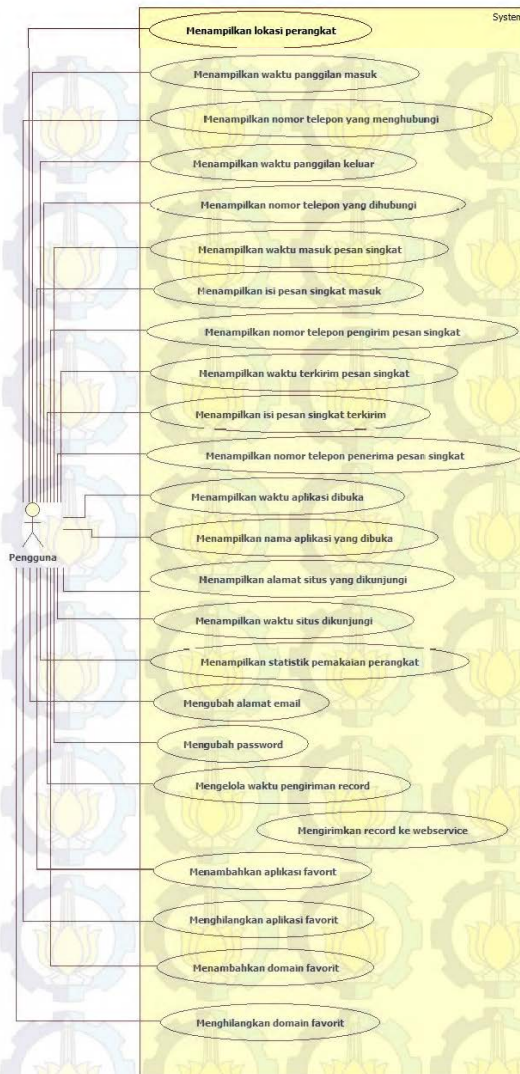 System
Menampilkan lokasi perangkat
Menampilkan waktu panggilan masuk
Menampilkan nomor telepon yang menghubungi
Menampilkan waktu panggilan keluar
Menampilkan nomor telepon yang dihubungi
Menampilkan waktu masuk pesan singkat
Menampilkan isi pesan singkat masuk
Menampilkan nomor telepon pengirim pesan singkat
Menampilkan waktu terkirim pesan singkat
Menampilkan isi pesan singkat terkirim
Menampilkan nomor telepon penerima pesan singkat
Menampilkan waktu aplikasi dibuka
Menampilkan nama aplikasi yang dibuka
Pengguna
Menampilkan alamat situs yang dikunjungi
Menampilkan waktu situs dikunjungi
Menampilkan statistik pemakaian perangkat
Mengubah alamat email
Mengubah password
Mengelola waktu pengiriman record
Mengirimkan record ke webservice
Menambahkan aplikasi favorit
Menghilangkan aplikasi favorit
Menambahkan domain favorit
Menghilangkan domain favorit